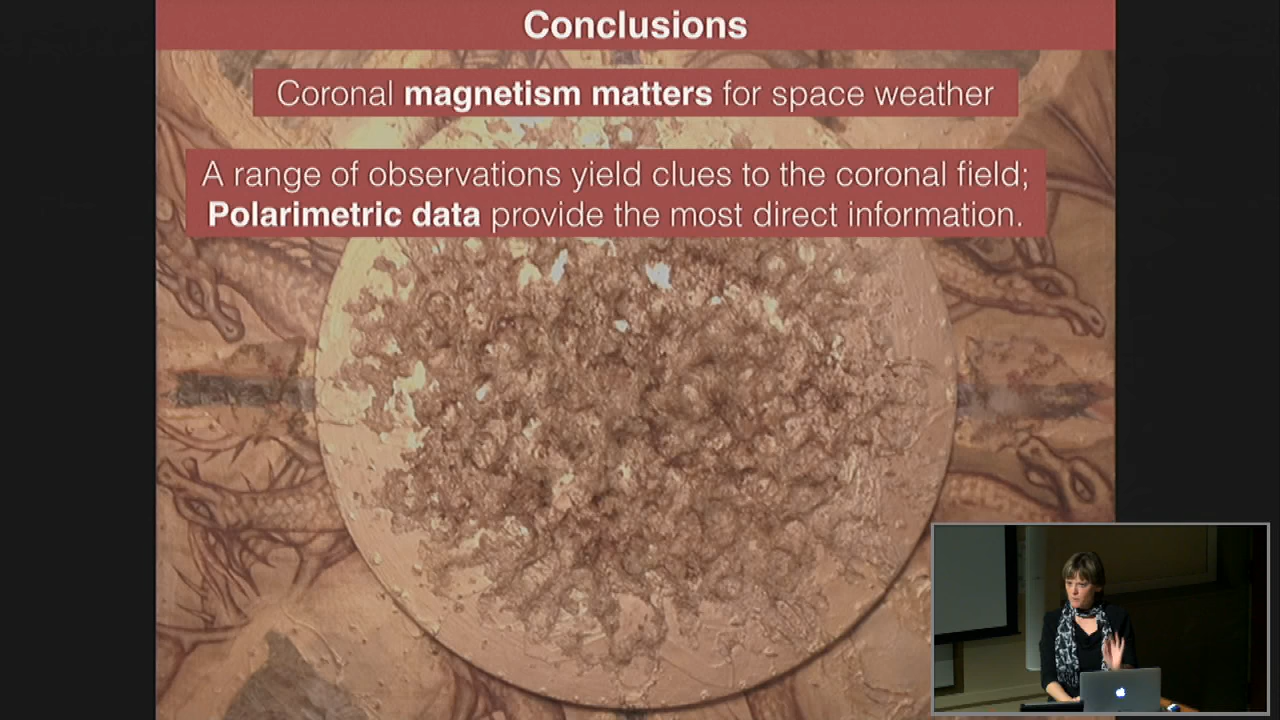 Conclusions
Coronal magnetism matters for space weather
A range of observations yield clues to the coronal field;
Polarimetric data provide the most direct information.